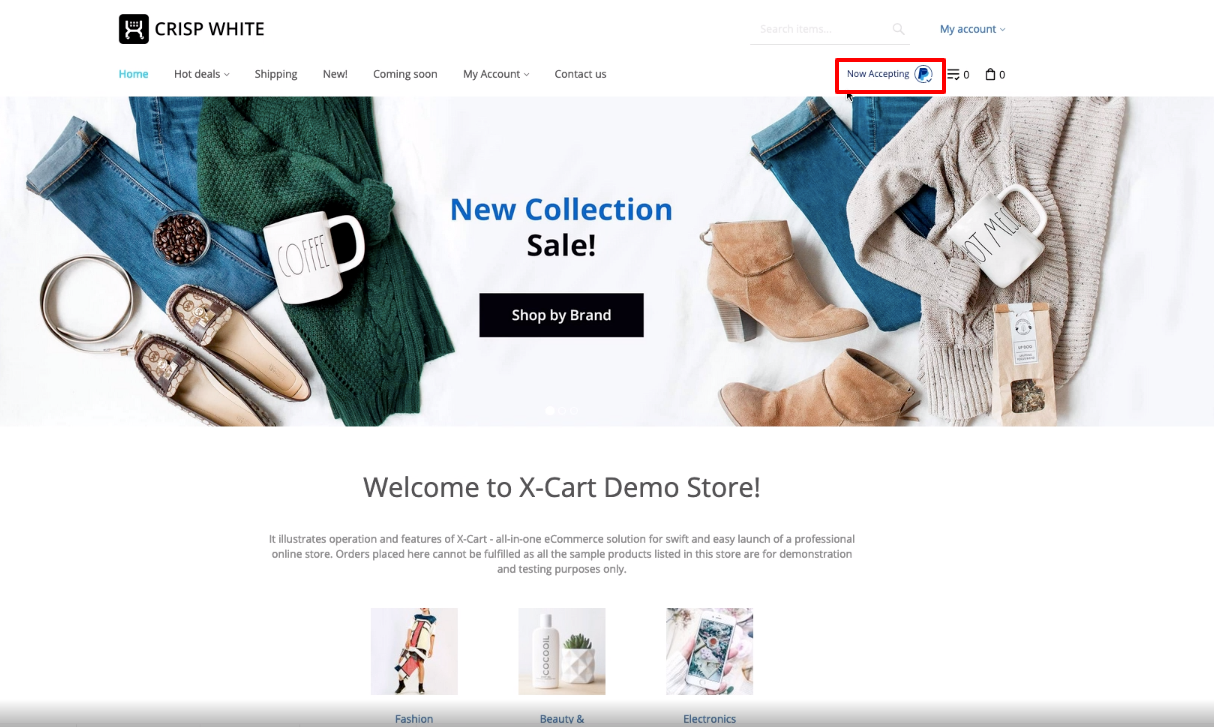 CRISP WHITE
Search items...
My account
Home
Hot deals
Shipping
New!
Coming soon
My Account
Contact us
Now Accepting
0
0
New Collection
Sale!
Shop by Brand
COFFEE
Welcome to X-Cart Demo Store!
It illustrates operation and features of X-Cart - all-in-one eCommerce solution for swift and easy launch of a professional
online store. Orders placed here cannot be fulfilled as all the sample products listed in this store are for demonstration
and testing purposes only.
COCOOIL
Fashion
Beauty &
Electronics